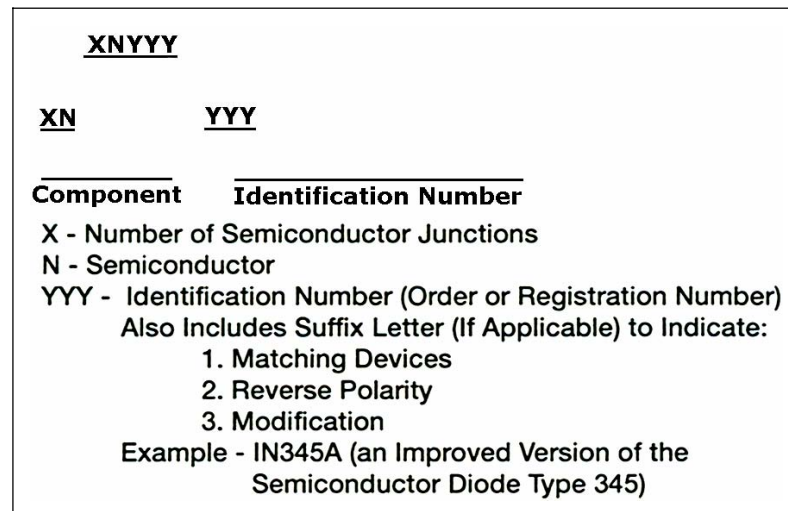 XNYYY
XN YYY
Component Identification Number
X - Number of Semiconductor Junctions
N - Semiconductor
YYY - Identification Number (Order or Registration Number)
Also Includes Suffix Letter (If Applicable) to Indicate:
1. Matching Devices
2. Reverse Polarity
3. Modification
Example - IN345A (an Improved Version of the
Semiconductor Diode Type 345)